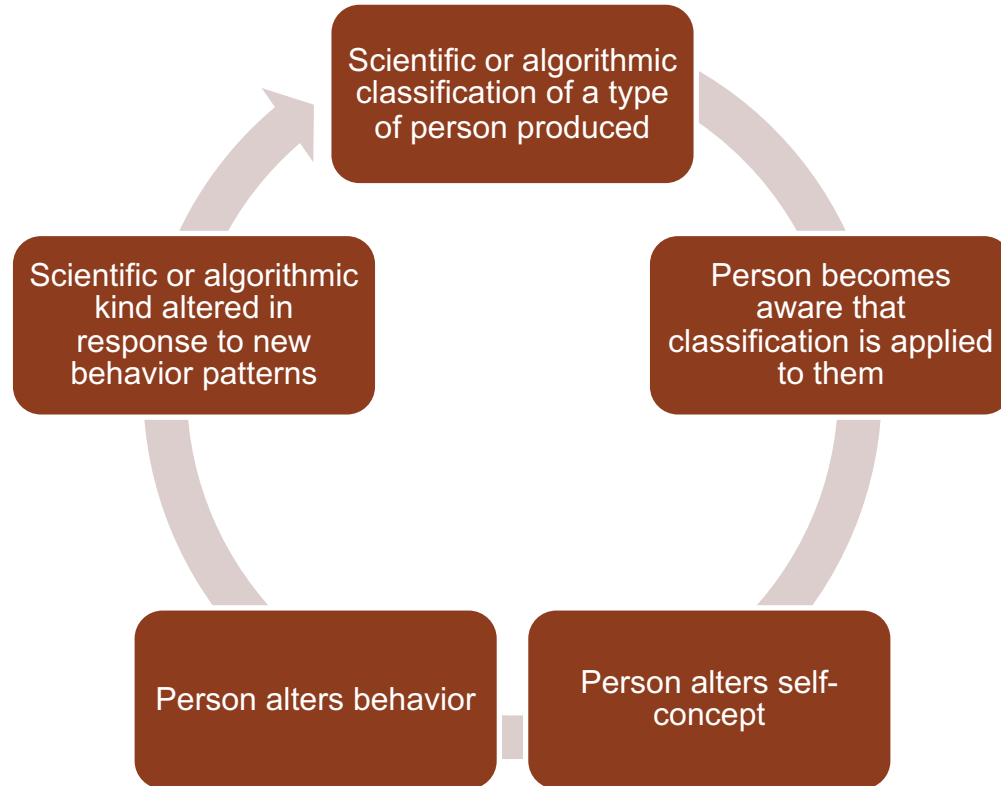 Scientific or algorithmic
classification of a type
of person produced
Person becomes
aware that
classification is applied
to them
Person alters self-
concept
Person alters behavior
Scientific or algorithmic
kind altered in
response to new
behavior patterns